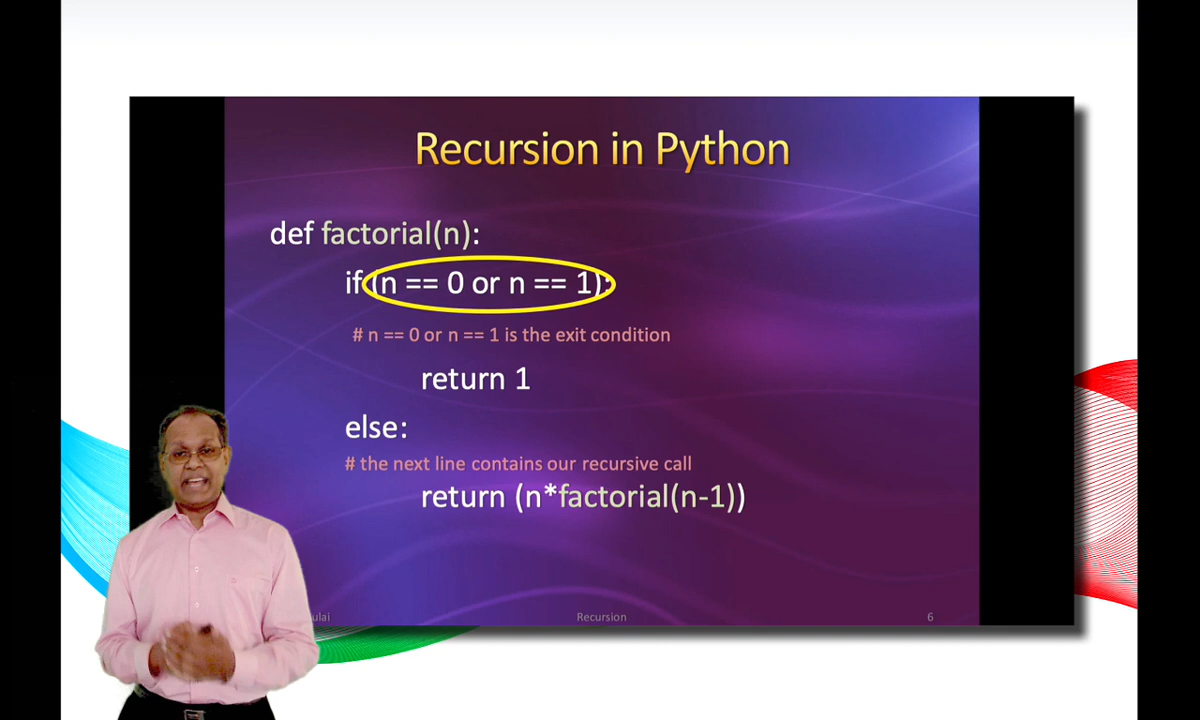 Recursion in Python
def factorial(n):
if (n == 0 or n == 1):
# n == 0 or n == 1 is the exit condition
return 1
else:
# the next line contains our recursive call
return (n*factorial(n-1))
Recursion 6